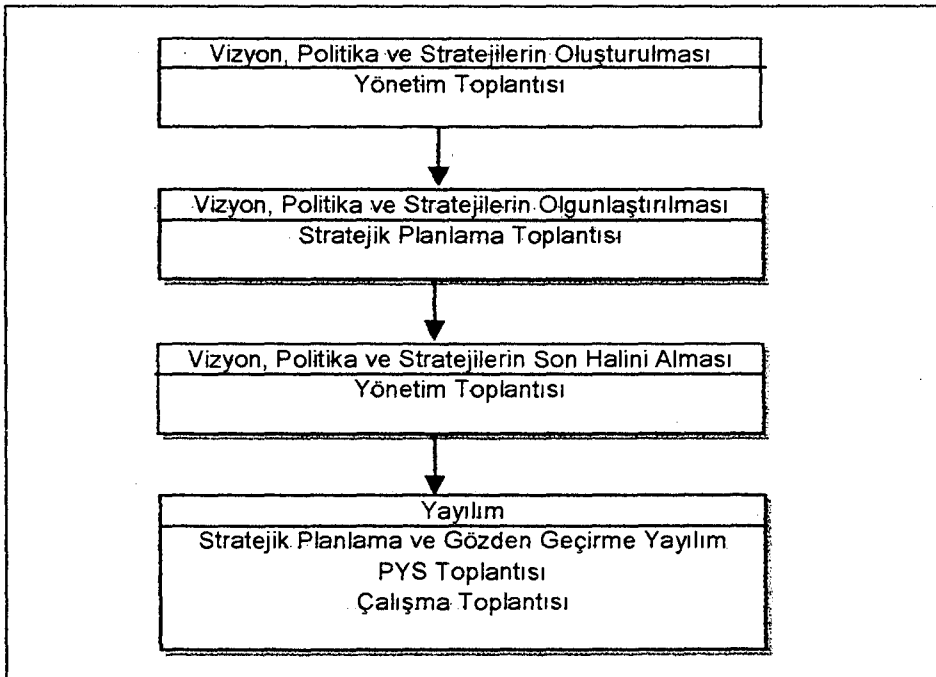 Vizyon, Politika ve Stratejilerin Oluşturulması
Yönetim Toplantısı
Vizyon, Politika ve Stratejilerin Olgunlaştırılması
Stratejik Planlama Toplantısı
Vizyon, Politika ve Stratejilerin Son Halini Alması
Yönetim Toplantısı
Yayılım
Stratejik Planlama ve Gözden Geçirme Yayılım
PYS Toplantısı
Çalışma Toplantısı